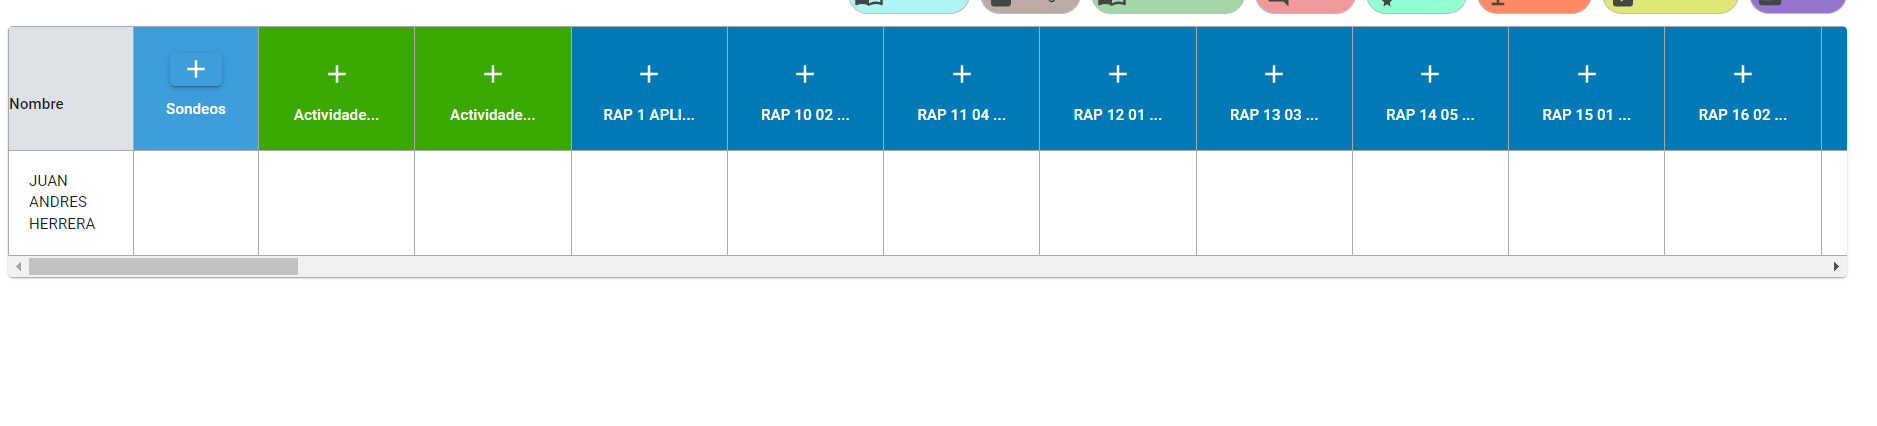 Nombre
Sondeos
Actividade...
Actividade...
RAP 1 APLI...
RAP 10 02 ...
RAP 11 04 ...
RAP 12 01 ...
RAP 13 03 ...
RAP 14 05 ...
RAP 15 01 ...
RAP 16 02 ...
JUAN
ANDRES
HERRERA